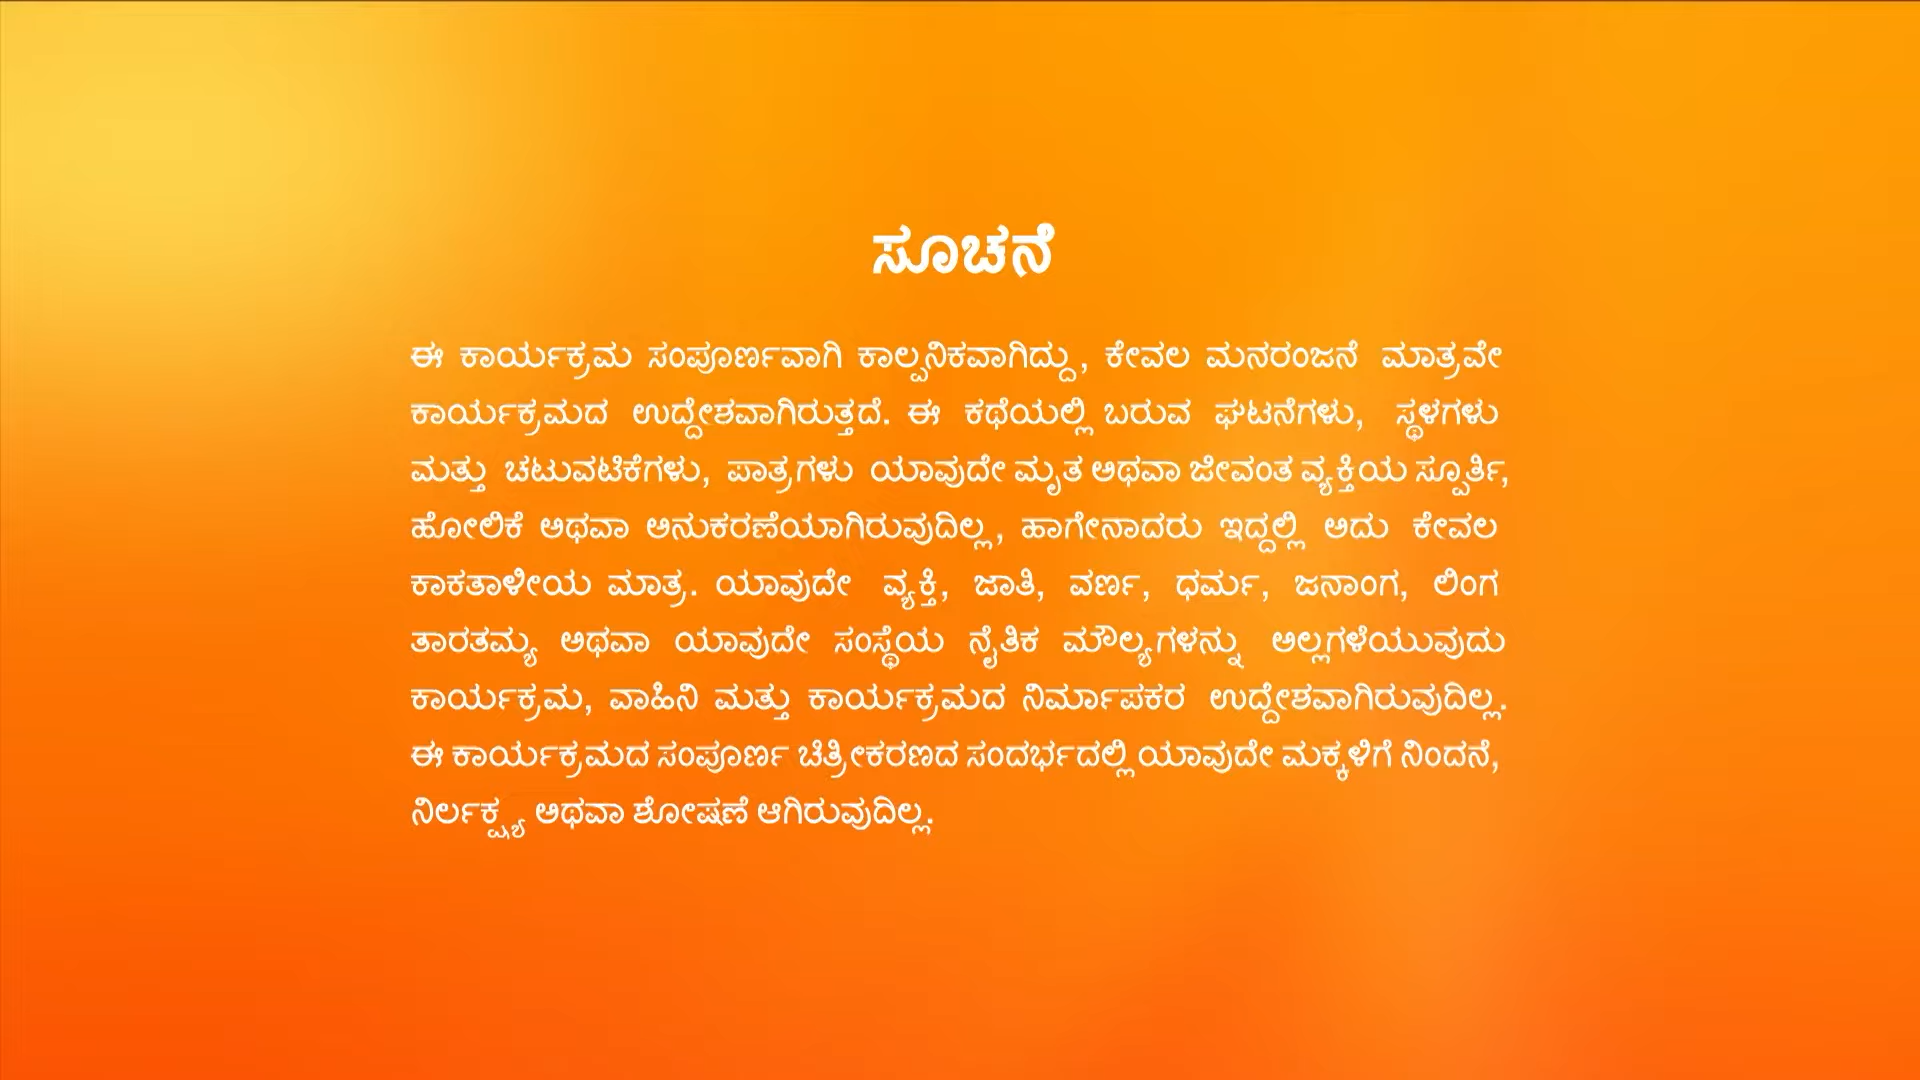 ಸೂಚನೆ
ಈ ಕಾರ್ಯಕ್ರಮ ಸಂಪೂರ್ಣವಾಗಿ ಕಾಲ್ಪನಿಕವಾಗಿದ್ದು, ಕೇವಲ ಮನರಂಜನೆ ಮಾತ್ರವೇ
ಕಾರ್ಯಕ್ರಮದ ಉದ್ದೇಶವಾಗಿರುತ್ತದೆ. ಈ ಕಥೆಯಲ್ಲಿ ಬರುವ ಘಟನೆಗಳು, ಸ್ಥಳಗಳು
ಮತ್ತು ಚಟುವಟಿಕೆಗಳು, ಪಾತ್ರಗಳು ಯಾವುದೇ ಮೃತ ಅಥವಾ ಜೀವಂತ ವ್ಯಕ್ತಿಯ ಸ್ಪೂರ್ತಿ,
ಹೋಲಿಕೆ ಅಥವಾ ಅನುಕರಣೆಯಾಗಿರುವುದಿಲ್ಲ, ಹಾಗೇನಾದರು ಇದ್ದಲ್ಲಿ ಅದು ಕೇವಲ
ಕಾಕತಾಳೀಯ ಮಾತ್ರ. ಯಾವುದೇ ವ್ಯಕ್ತಿ, ಜಾತಿ, ವರ್ಣ, ಧರ್ಮ, ಜನಾಂಗ, ಲಿಂಗ
ತಾರತಮ್ಯ ಅಥವಾ ಯಾವುದೇ ಸಂಸ್ಥೆಯ ನೈತಿಕ ಮೌಲ್ಯಗಳನ್ನು ಅಲ್ಲಗಳೆಯುವುದು
ಕಾರ್ಯಕ್ರಮ, ವಾಹಿನಿ ಮತ್ತು ಕಾರ್ಯಕ್ರಮದ ನಿರ್ಮಾಪಕರ ಉದ್ದೇಶವಾಗಿರುವುದಿಲ್ಲ.
ಈ ಕಾರ್ಯಕ್ರಮದ ಸಂಪೂರ್ಣ ಚಿತ್ರೀಕರಣದ ಸಂದರ್ಭದಲ್ಲಿ ಯಾವುದೇ ಮಕ್ಕಳಿಗೆ ನಿಂದನೆ,
ನಿರ್ಲಕ್ಷ್ಯ ಅಥವಾ ಶೋಷಣೆ ಆಗಿರುವುದಿಲ್ಲ.